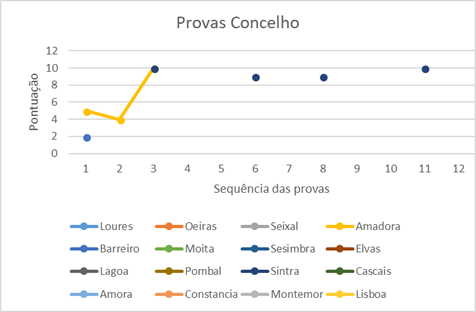 Provas Concelho
12
10
8
6
4
2
0
Pontuação
1 2 3 4 5 6 7 8 9 10 11 12
Sequência das provas
Loures Oeiras Seixal Amadora
Barreiro Moita Sesimbra Elvas
Lagoa Pombal Sintra Cascais
Amora Constancia Montemor Lisboa